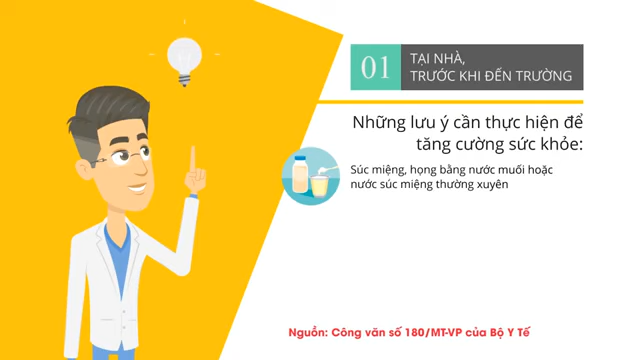 01
TẠI NHÀ,
TRƯỚC KHI ĐẾN TRƯỜNG
Những lưu ý cần thực hiện để
tăng cường sức khỏe:
Súc miệng, họng bằng nước muối hoặc
nước súc miệng thường xuyên
Nguồn: Công văn số 180/MT-VP của Bộ Y Tế